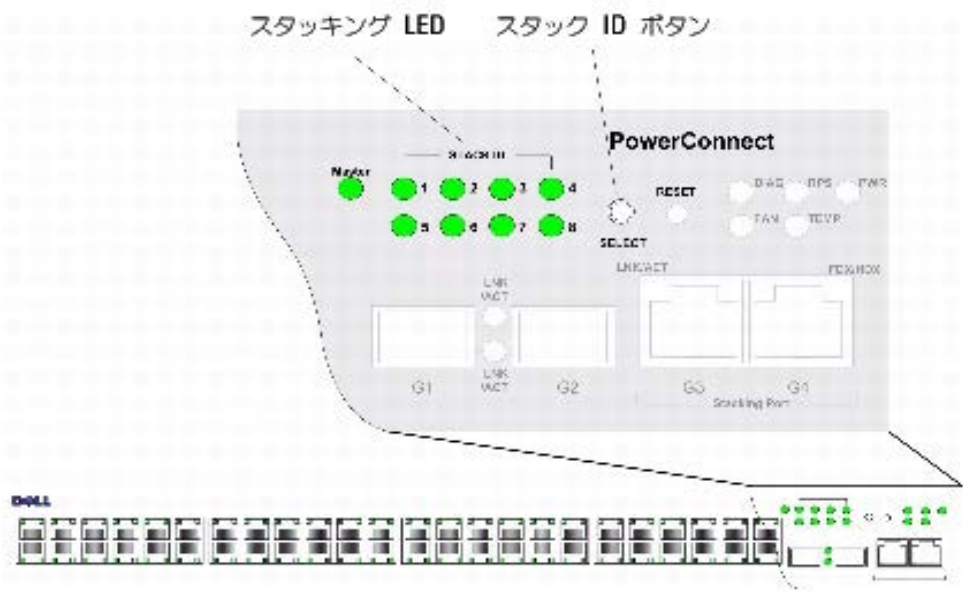 スタッキング LED
スタック ID ボタン
PowerConnect
STACK ID
Master
1
2
3
4
5
6
7
8
SELECT
RESET
DIAG
RPS
PWR
FAN
TEMP
LNK/ACT
FDX/HDX
LNK
/ACT
LNK
/ACT
G1
G2
G3
G4
Stacking Port
DELL